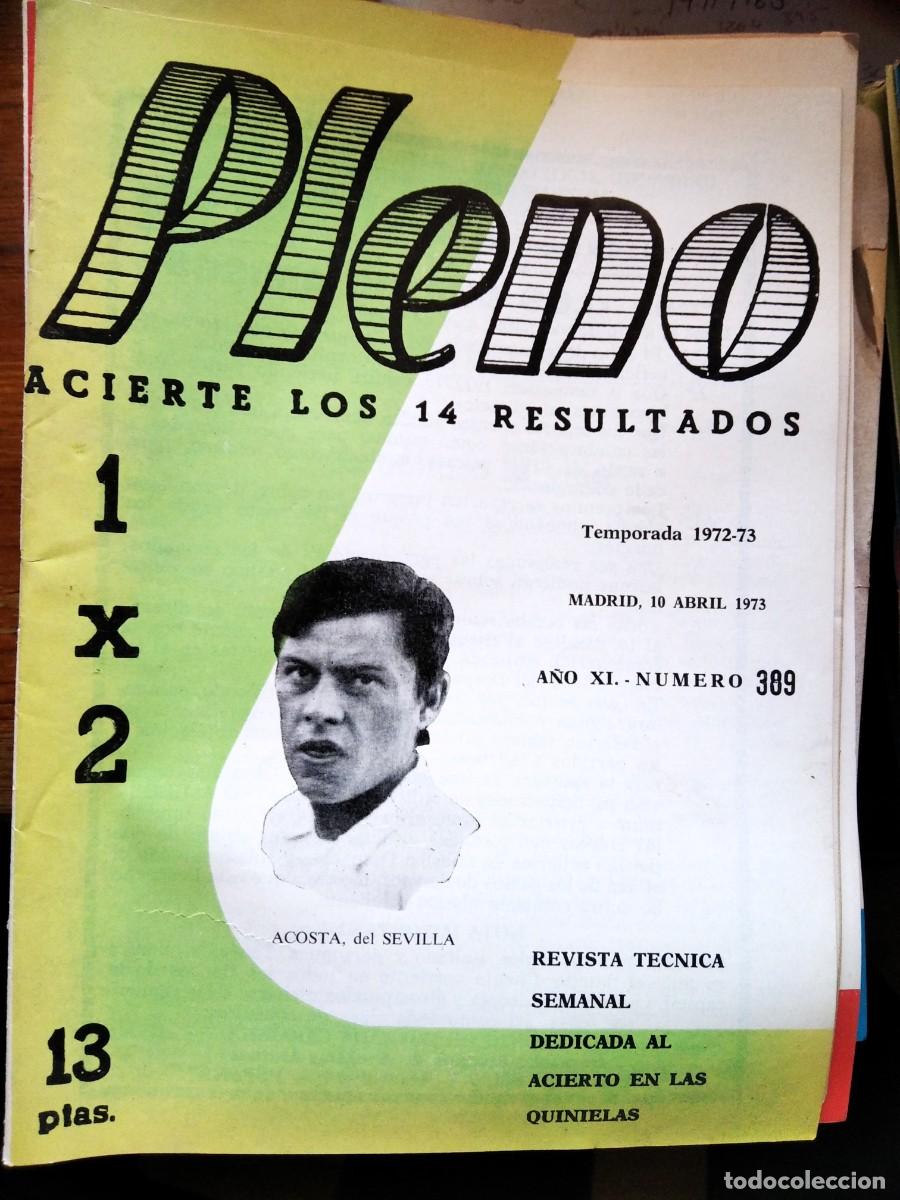 Pleno
ACIERTE LOS 14 RESULTADOS
1
x
2
Temporada 1972-73
MADRID, 10 ABRIL 1973
AÑO XI. - NUMERO 389
ACOSTA, del SEVILLA
REVISTA TECNICA
SEMANAL
DEDICADA AL
ACIERTO EN LAS
QUINIELAS
13
ptas.
todocoleccion